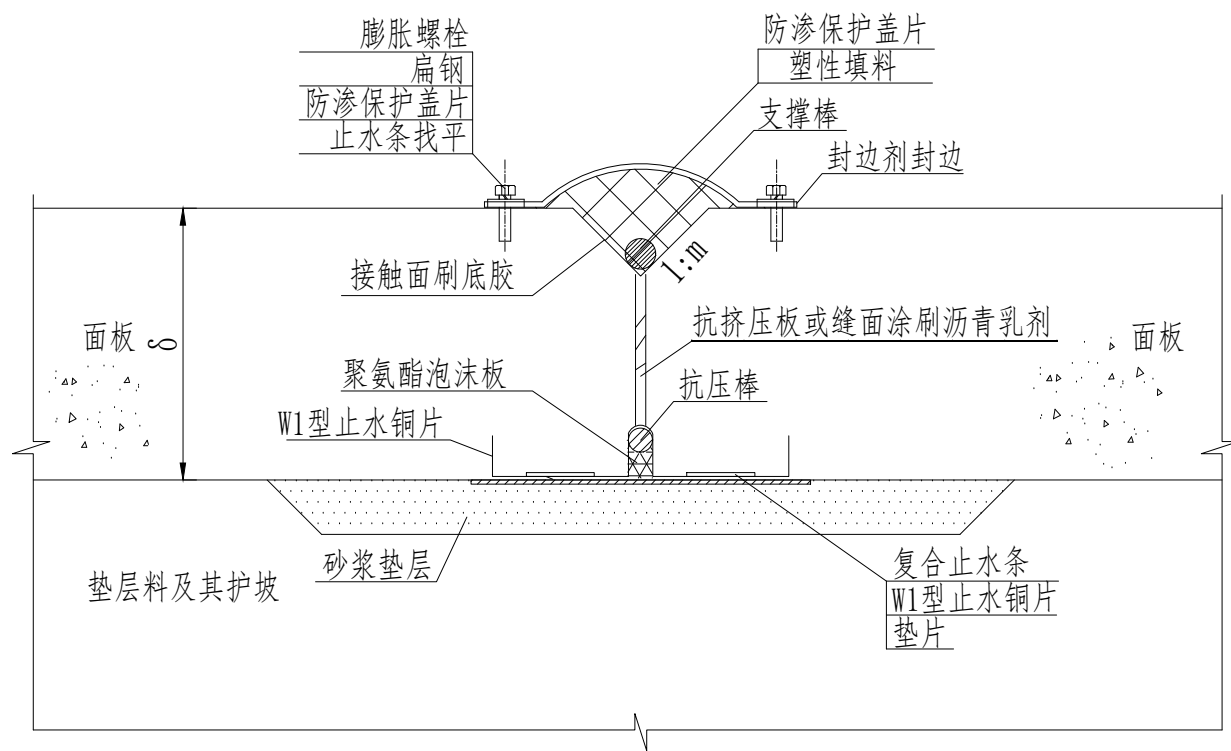 膨胀螺栓
扁钢
防渗保护盖片
止水条找平
防渗保护盖片
塑性填料
支撑棒
封边剂封边
接触面刷底胶
1:m
抗挤压板或缝面涂刷沥青乳剂
面板
δ
面板
聚氨酯泡沫板
抗压棒
W1型止水铜片
砂浆垫层
垫层料及其护坡
复合止水条
W1型止水铜片
垫片